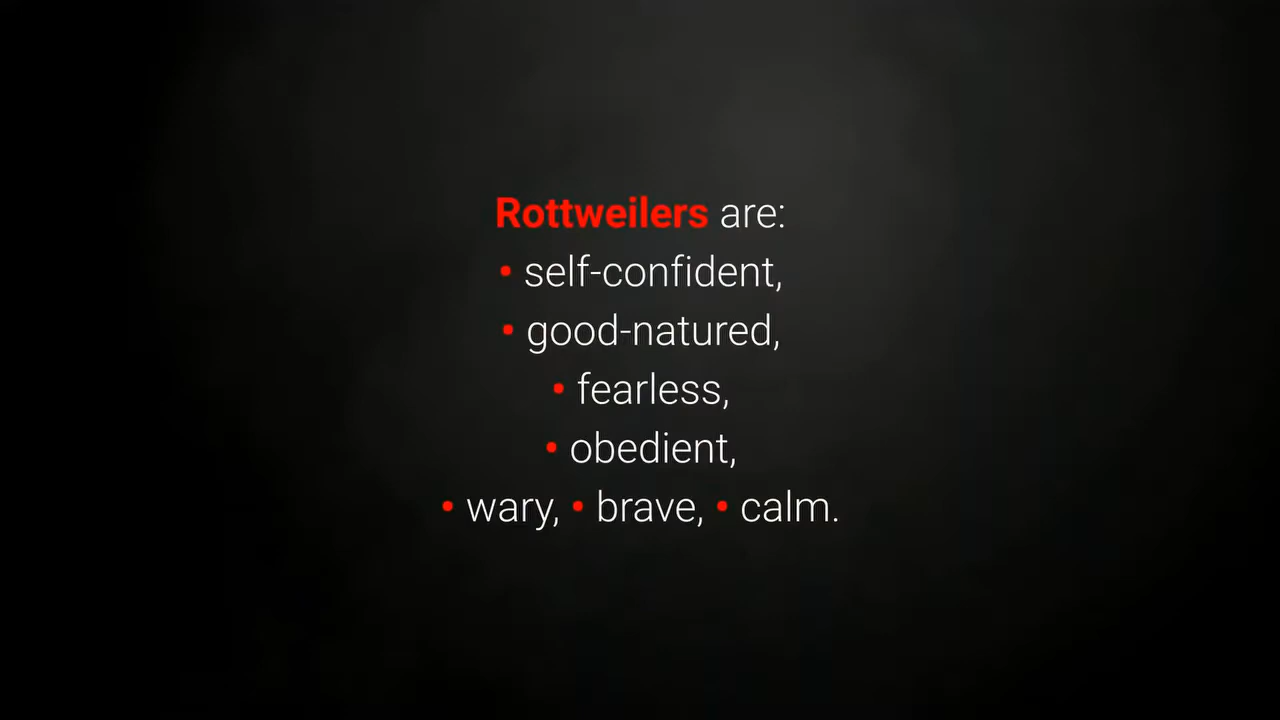 Rottweilers are:
• self-confident,
• good-natured,
• fearless,
• obedient,
• wary, • brave, • calm.